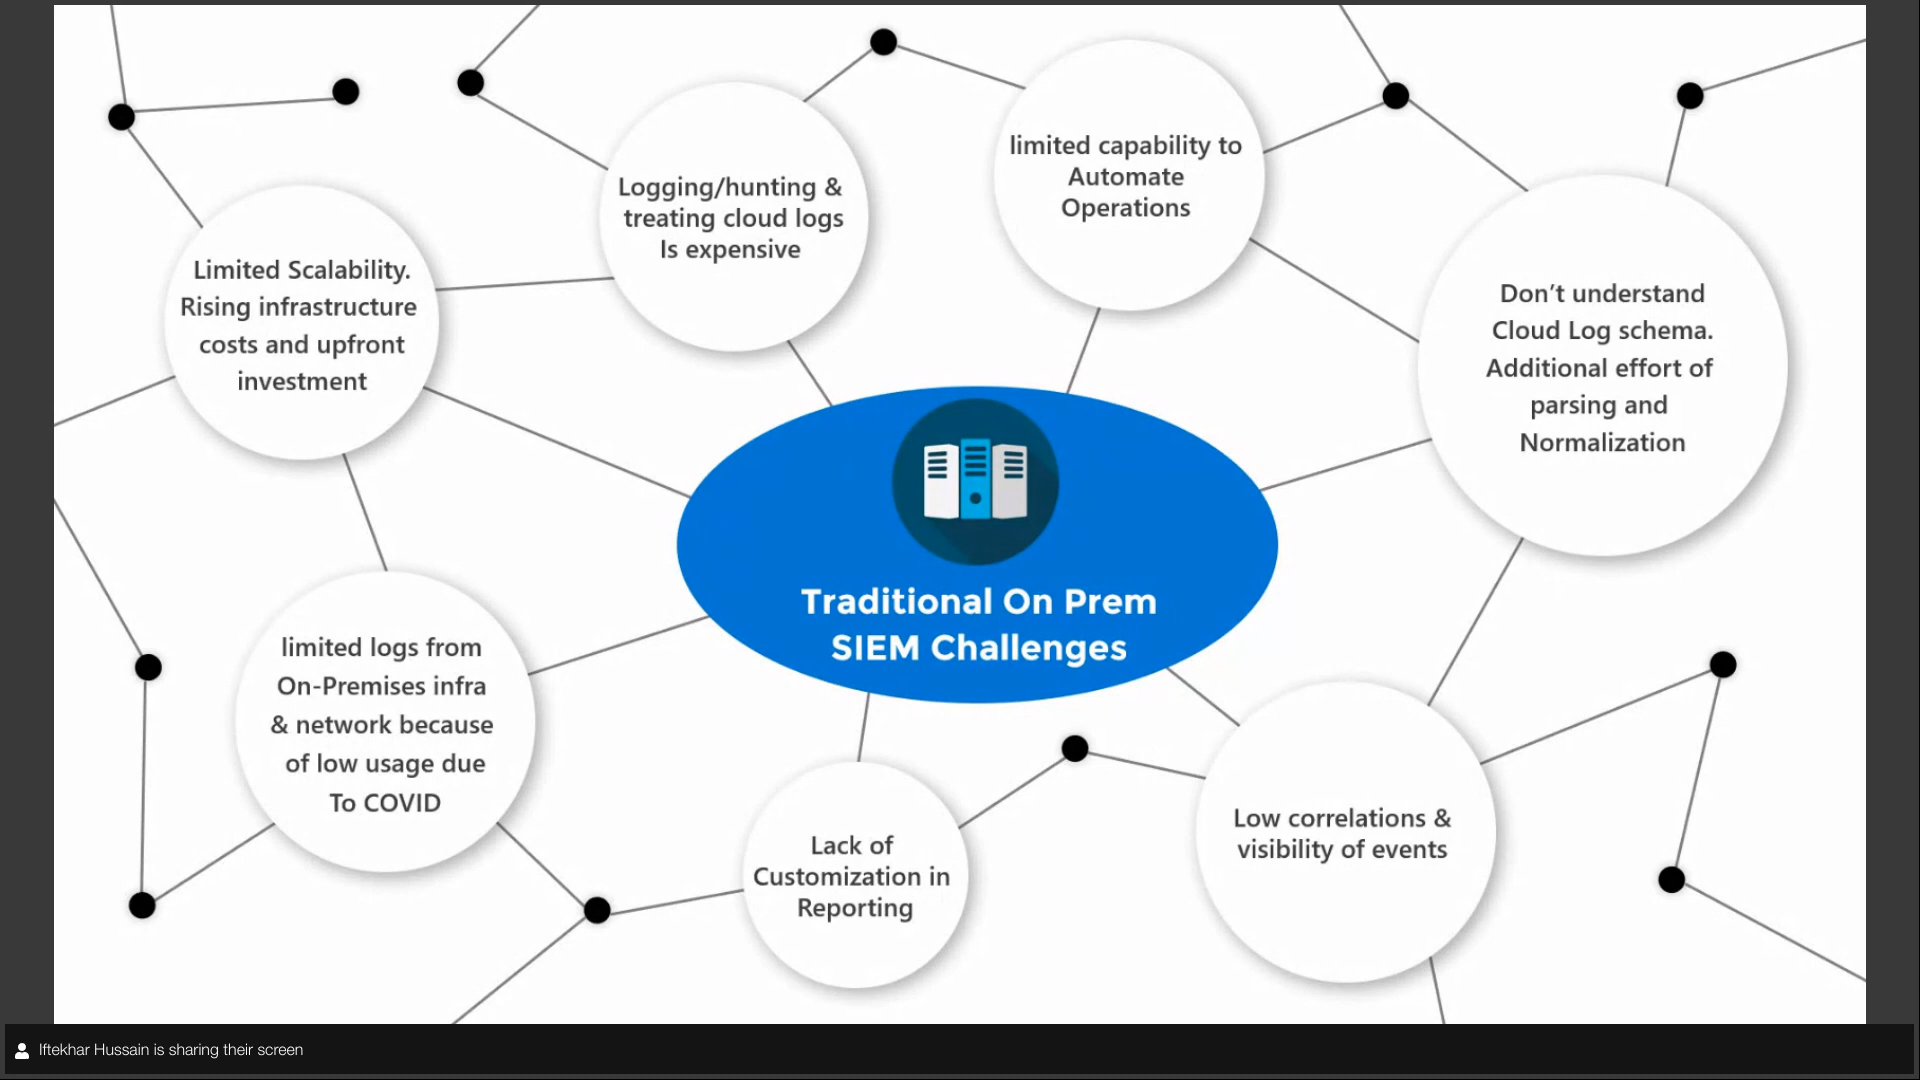 Logging/hunting &
treating cloud logs
Is expensive
limited capability to
Automate
Operations
Limited Scalability.
Rising infrastructure
costs and upfront
investment
Don’t understand
Cloud Log schema.
Additional effort of
parsing and
Normalization
Traditional On Prem
SIEM Challenges
limited logs from
On-Premises infra
& network because
of low usage due
To COVID
Lack of
Customization in
Reporting
Low correlations &
visibility of events
Iftekhar Hussain is sharing their screen